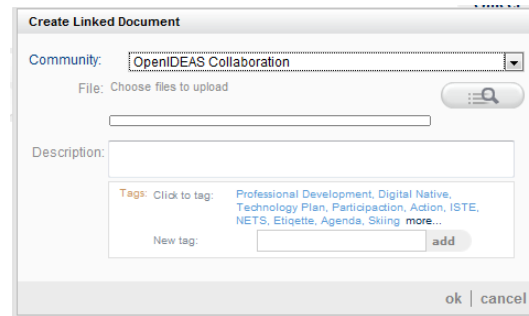 Create Linked Document
Community: OpenIDEAS Collaboration
File: Choose files to upload
Description:
Tags: Click to tag: Professional Development, Digital Native,
Technology Plan, Participaction, Action, ISTE,
NETS, Etiqette, Agenda, Skiing more...
New tag: add
ok | cancel